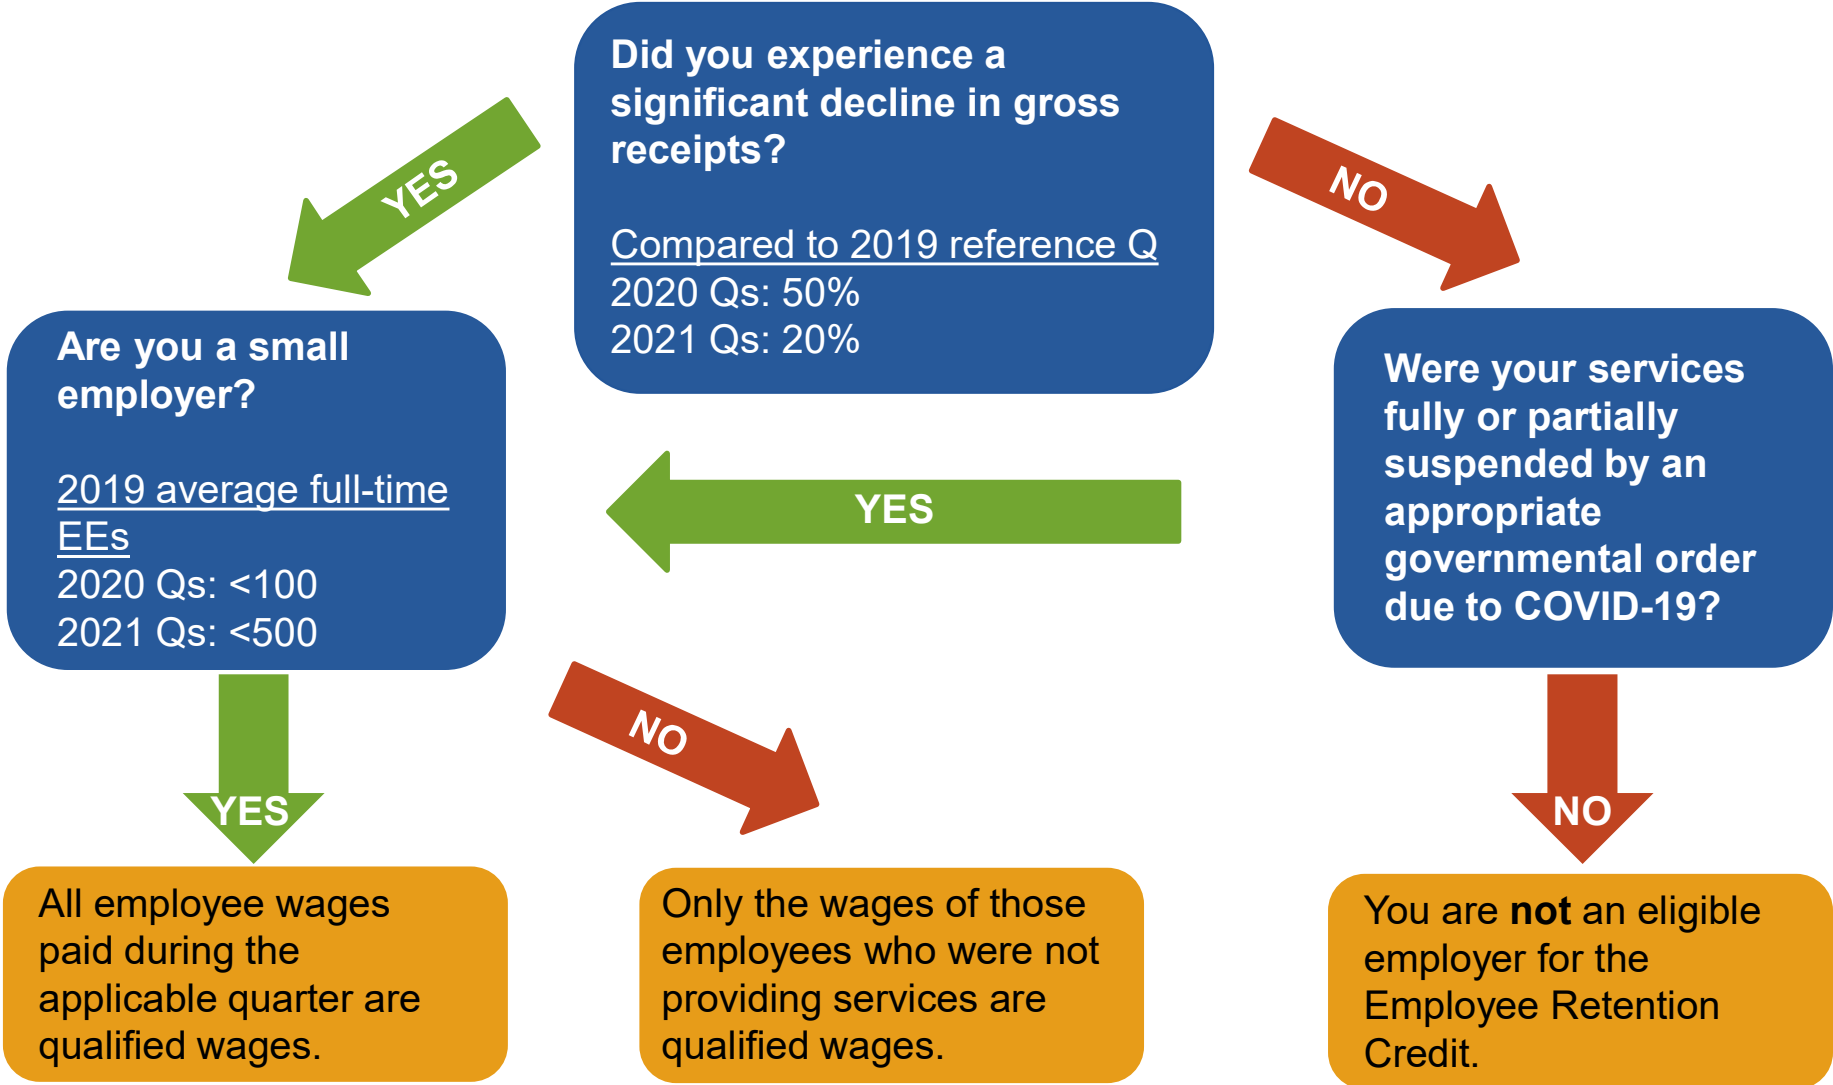 Did you experience a
significant decline in gross
receipts?
Compared to 2019 reference Q
2020 Qs: 50%
2021 Qs: 20%
YES
NO
Are you a small
employer?
2019 average full-time
EEs
2020 Qs: <100
2021 Qs: <500
YES
Were your services
fully or partially
suspended by an
appropriate
governmental order
due to COVID-19?
YES
NO
NO
All employee wages
paid during the
applicable quarter are
qualified wages.
Only the wages of those
employees who were not
providing services are
qualified wages.
You are not an eligible
employer for the
Employee Retention
Credit.